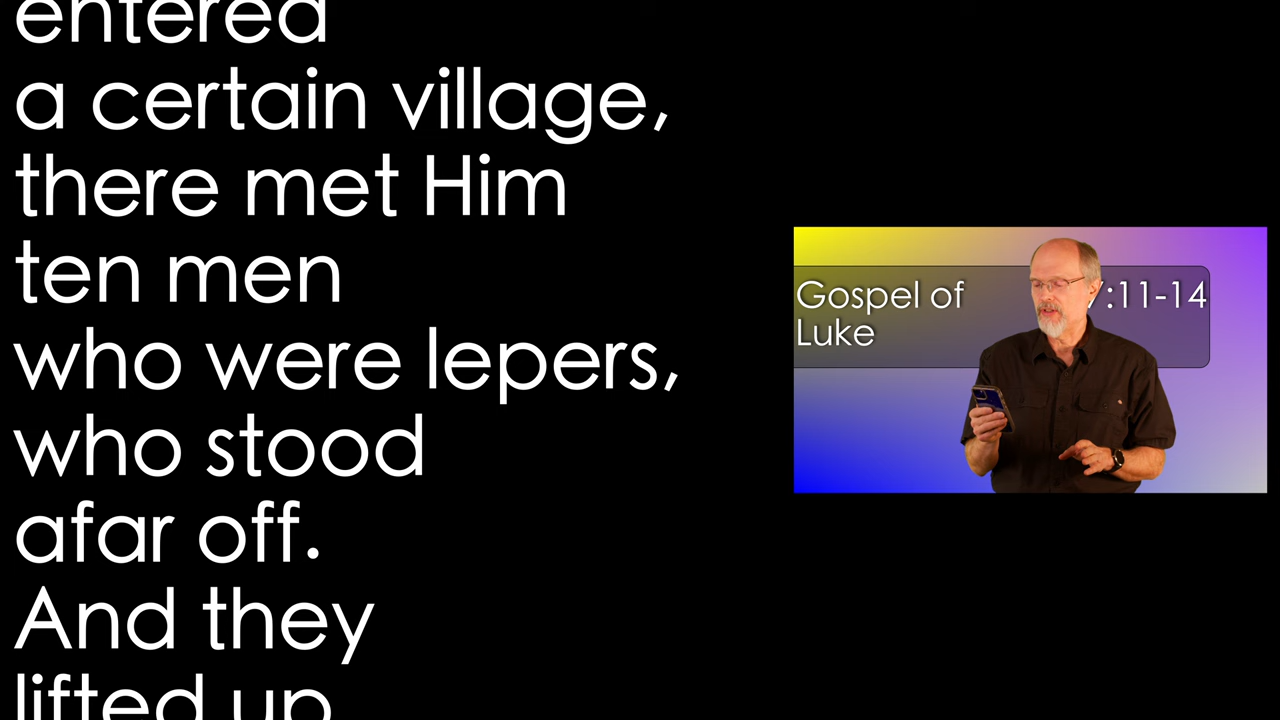 entered
a certain village,
there met Him
ten men
who were lepers,
who stood
afar off.
And they
lifted up
Gospel of
Luke
7:11-14